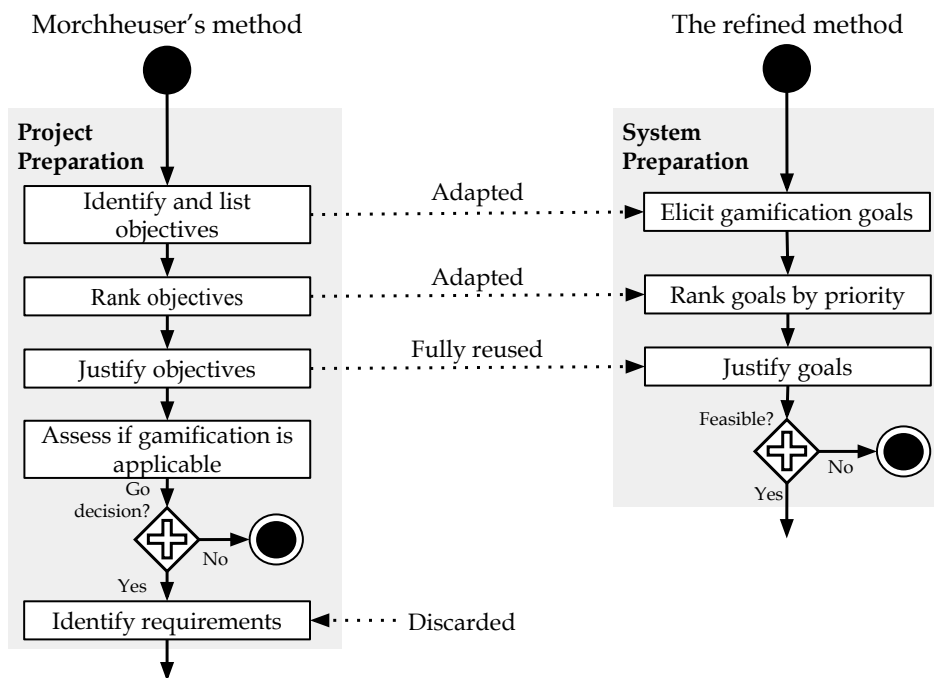 Morchheuser's method
The refined method
Project
Preparation
System
Preparation
Identify and list
objectives
Adapted
Elicit gamification goals
Rank objectives
Adapted
Rank goals by priority
Justify objectives
Fully reused
Justify goals
Assess if gamification is
applicable
Feasible?
No
Yes
Go
decision?
No
Yes
Identify requirements
Discarded